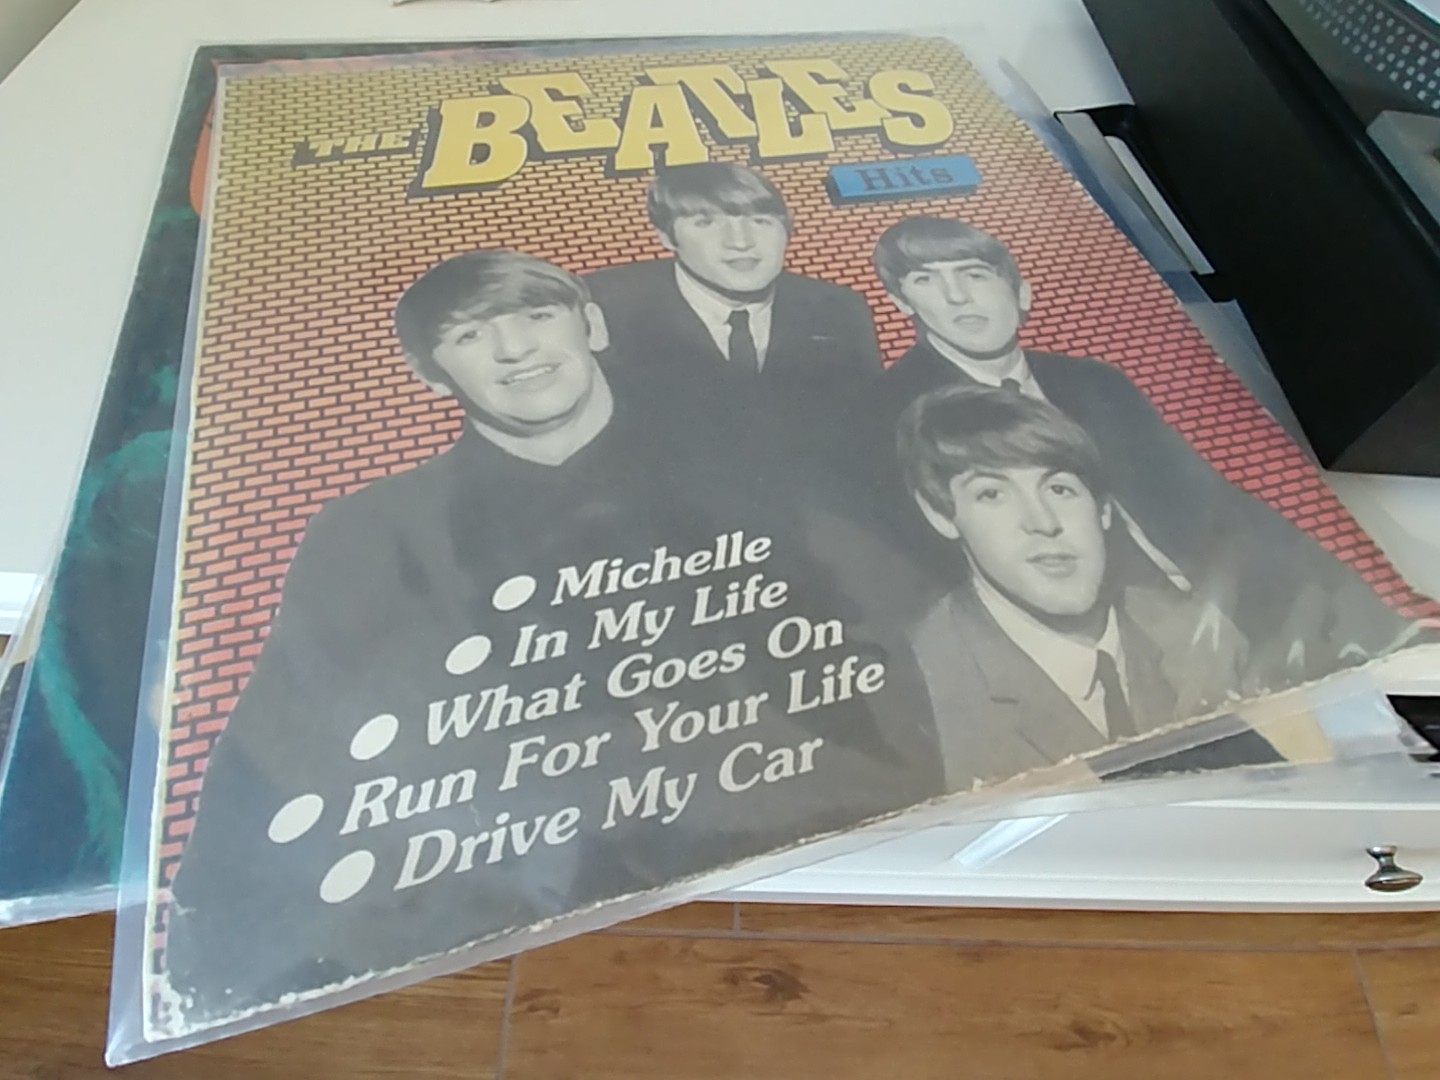 THE BEATLES
Hits
Michelle
In My Life
What Goes On
Run For Your Life
Drive My Car